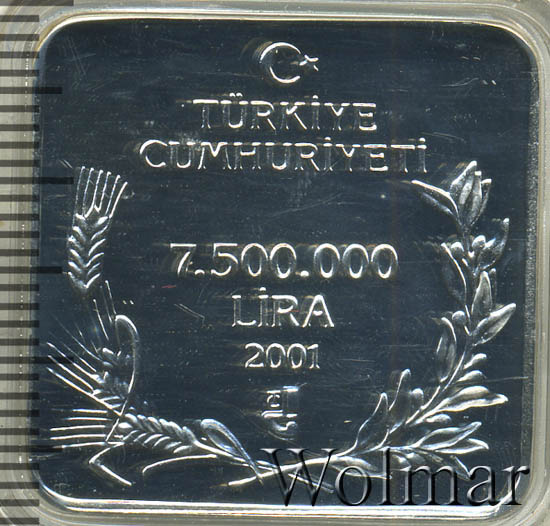 TÜRKİYE
CUMHURİYETİ
7.500.000
LİRA
2001
Wolmar